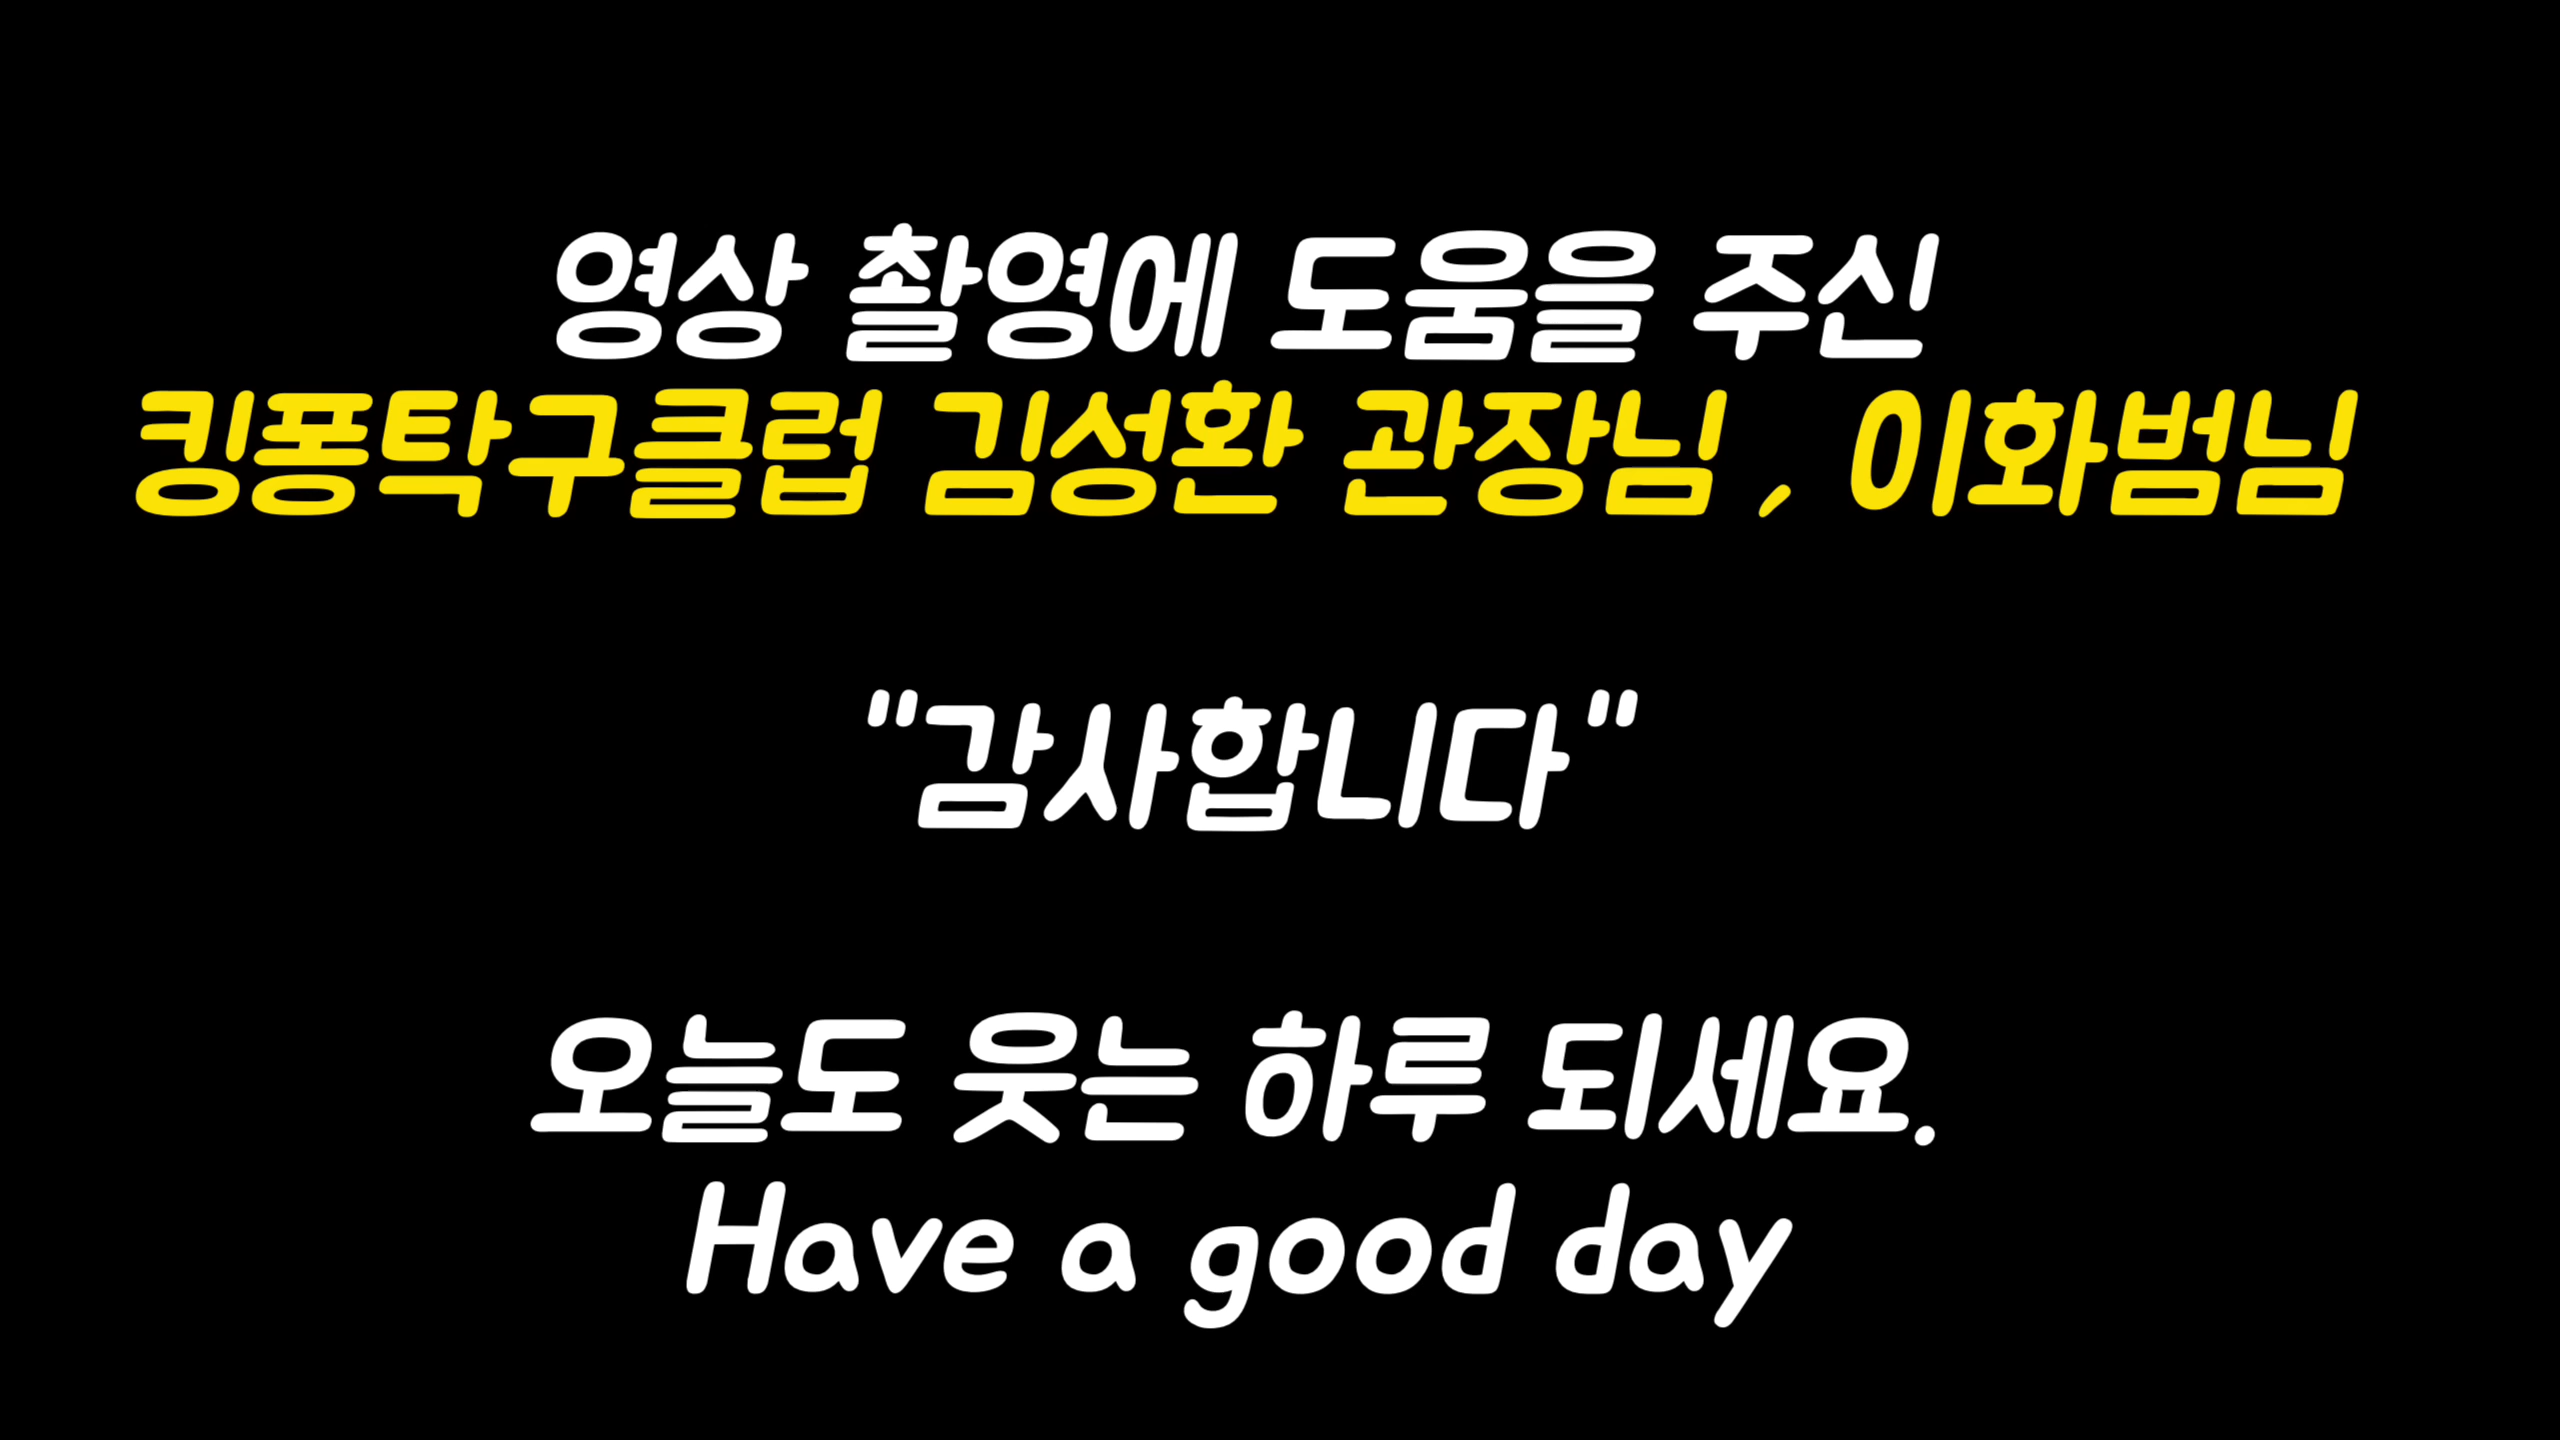 영상 촬영에 도움을 주신
킹퐁탁구클럽 김성환 관장님 , 이화범님
"감사합니다"
오늘도 웃는 하루 되세요.
Have a good day